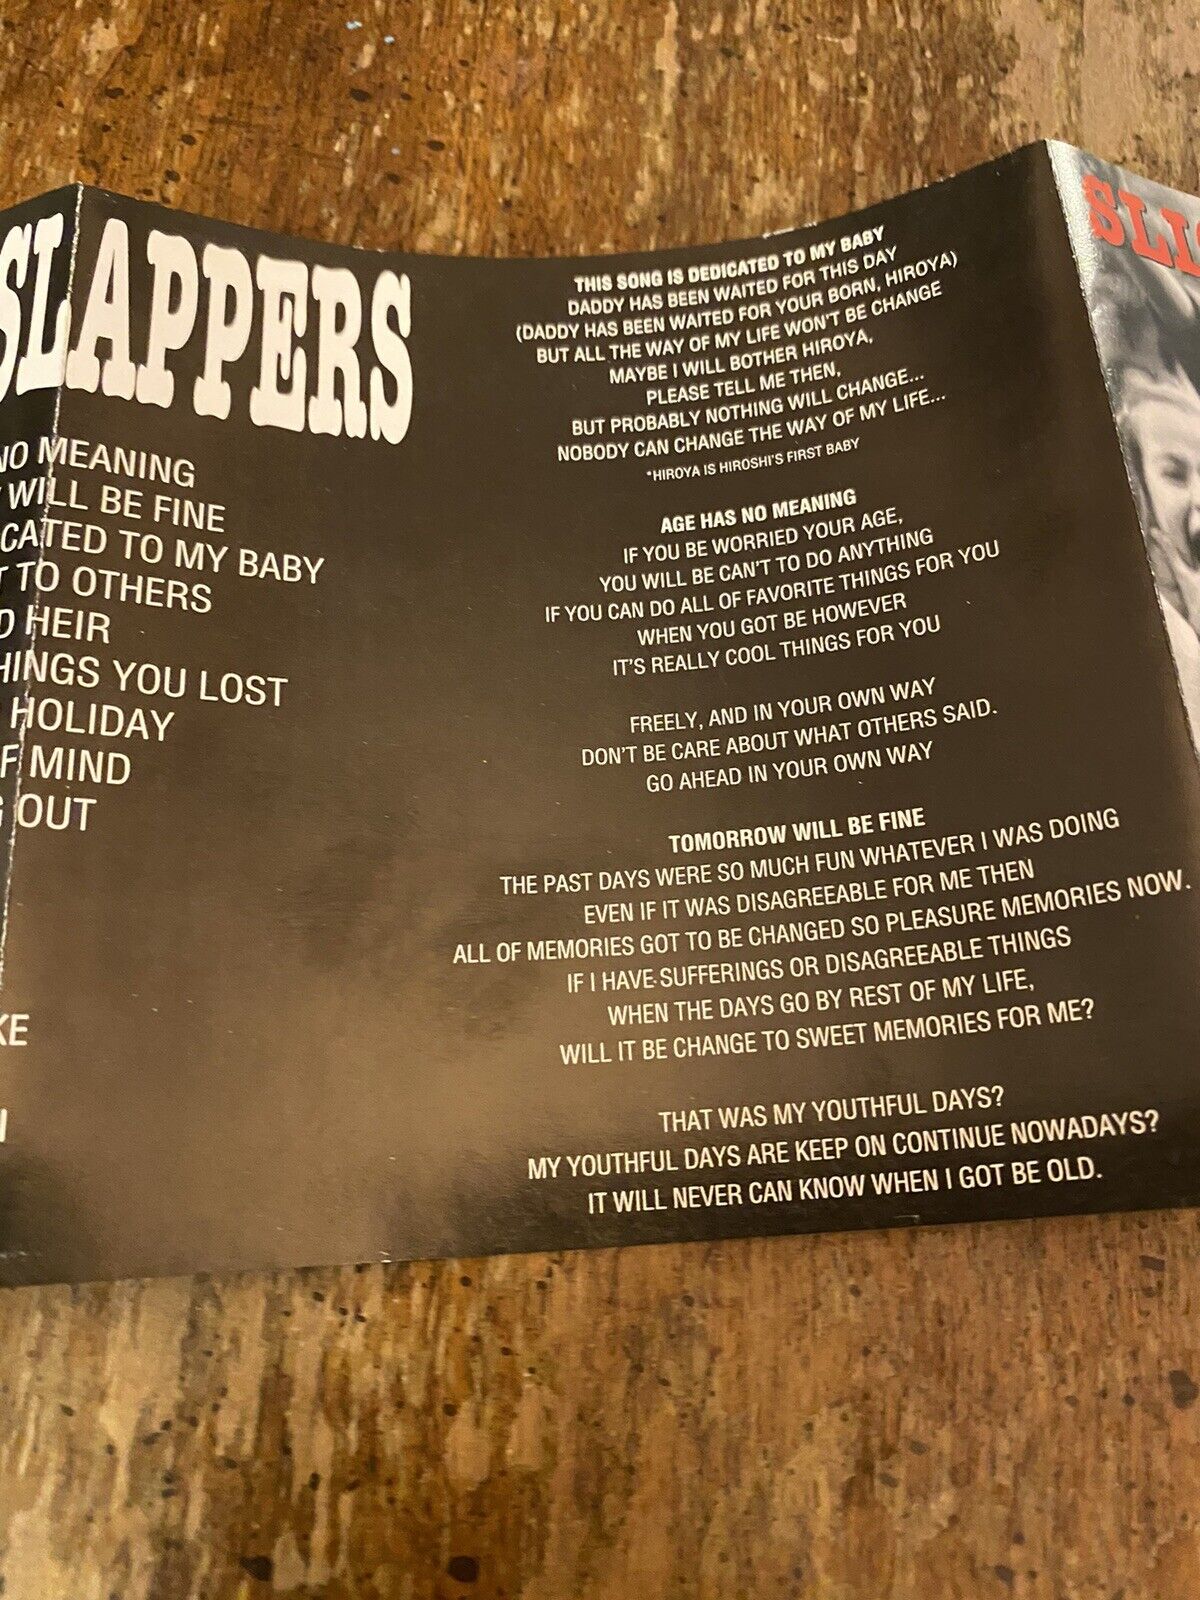 SLAPPERS
NO MEANING
WILL BE FINE
CATED TO MY BABY
T TO OTHERS
D HEIR
HINGS YOU LOST
HOLIDAY
F MIND
G OUT
KE
THIS SONG IS DEDICATED TO MY BABY
DADDY HAS BEEN WAITED FOR THIS DAY
(DADDY HAS BEEN WAITED FOR YOUR BORN, HIROYA)
BUT ALL THE WAY OF MY LIFE WON'T BE CHANGE
MAYBE I WILL BOTHER HIROYA,
PLEASE TELL ME THEN,
BUT PROBABLY NOTHING WILL CHANGE...
NOBODY CAN CHANGE THE WAY OF MY LIFE...
*HIROYA IS HIROSHI'S FIRST BABY
AGE HAS NO MEANING
IF YOU BE WORRIED YOUR AGE,
YOU WILL BE CAN'T TO DO ANYTHING
IF YOU CAN DO ALL OF FAVORITE THINGS FOR YOU
WHEN YOU GOT BE HOWEVER
IT'S REALLY COOL THINGS FOR YOU
FREELY, AND IN YOUR OWN WAY
DON'T BE CARE ABOUT WHAT OTHERS SAID.
GO AHEAD IN YOUR OWN WAY
TOMORROW WILL BE FINE
THE PAST DAYS WERE SO MUCH FUN WHATEVER I WAS DOING
EVEN IF IT WAS DISAGREEABLE FOR ME THEN
ALL OF MEMORIES GOT TO BE CHANGED SO PLEASURE MEMORIES NOW.
IF I HAVE SUFFERINGS OR DISAGREEABLE THINGS
WHEN THE DAYS GO BY REST OF MY LIFE,
WILL IT BE CHANGE TO SWEET MEMORIES FOR ME?
THAT WAS MY YOUTHFUL DAYS?
MY YOUTHFUL DAYS ARE KEEP ON CONTINUE NOWADAYS?
IT WILL NEVER CAN KNOW WHEN I GOT BE OLD.
SLI